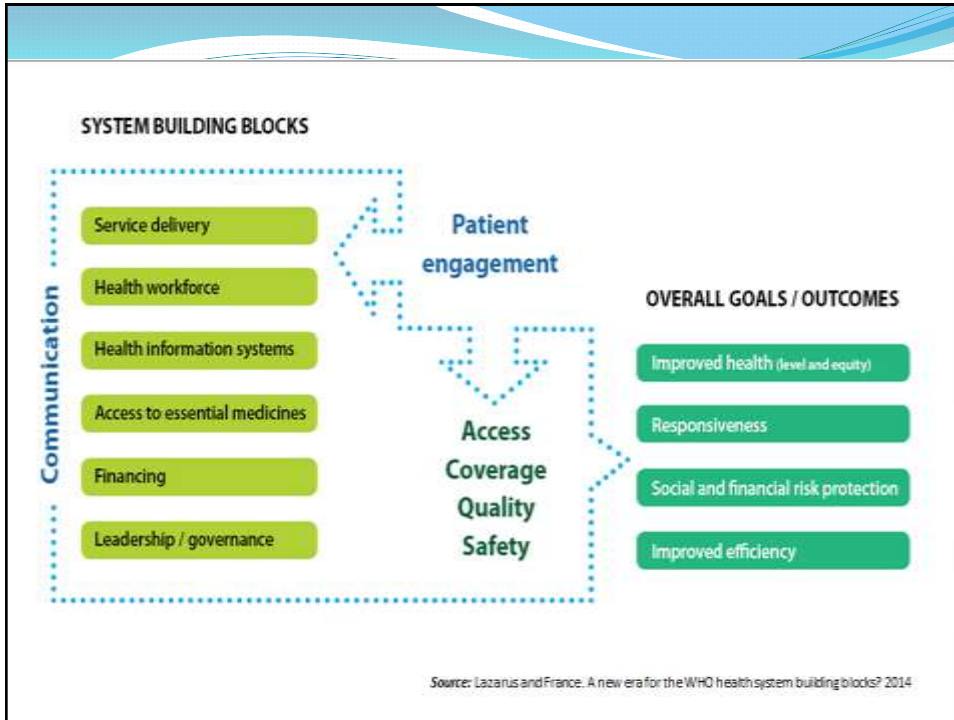 SYSTEM BUILDING BLOCKS
Communication
Service delivery
Health workforce
Health information systems
Access to essential medicines
Financing
Leadership / governance
Patient
engagement
Access
Coverage
Quality
Safety
OVERALL GOALS / OUTCOMES
Improved health (level and equity)
Responsiveness
Social and financial risk protection
Improved efficiency
Source: Lazarus and France. A new era for the WHO health system building blocks? 2014